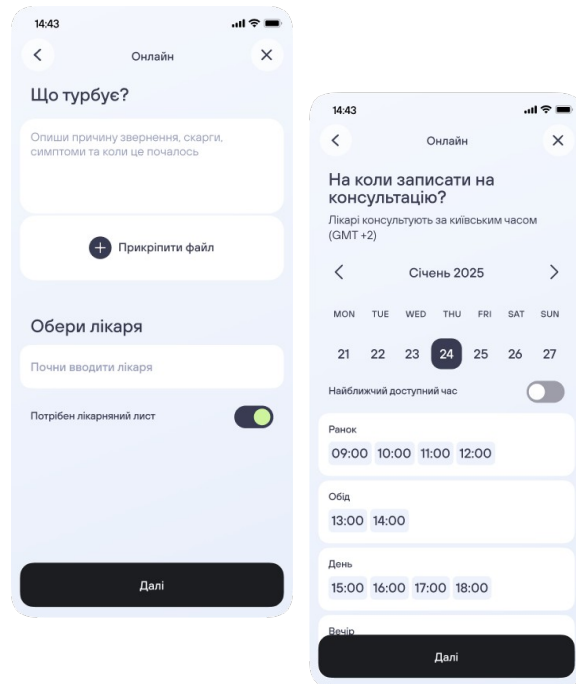 14:43
Онлайн
Що турбує?
Опиши причину звернення, скарги,
симптоми та коли це почалось
Прикріпити файл
Обери лікаря
Почни вводити лікаря
Потрібен лікарняний лист
Далі
14:43
Онлайн
На коли записати на
консультацію?
Лікарі консультують за київським часом
(GMT +2)
Січень 2025
MON TUE WED THU FRI SAT SUN
21 22 23 24 25 26 27
Найближчий доступний час
Ранок
09:00 10:00 11:00 12:00
Обід
13:00 14:00
День
15:00 16:00 17:00 18:00
Вечір
Далі